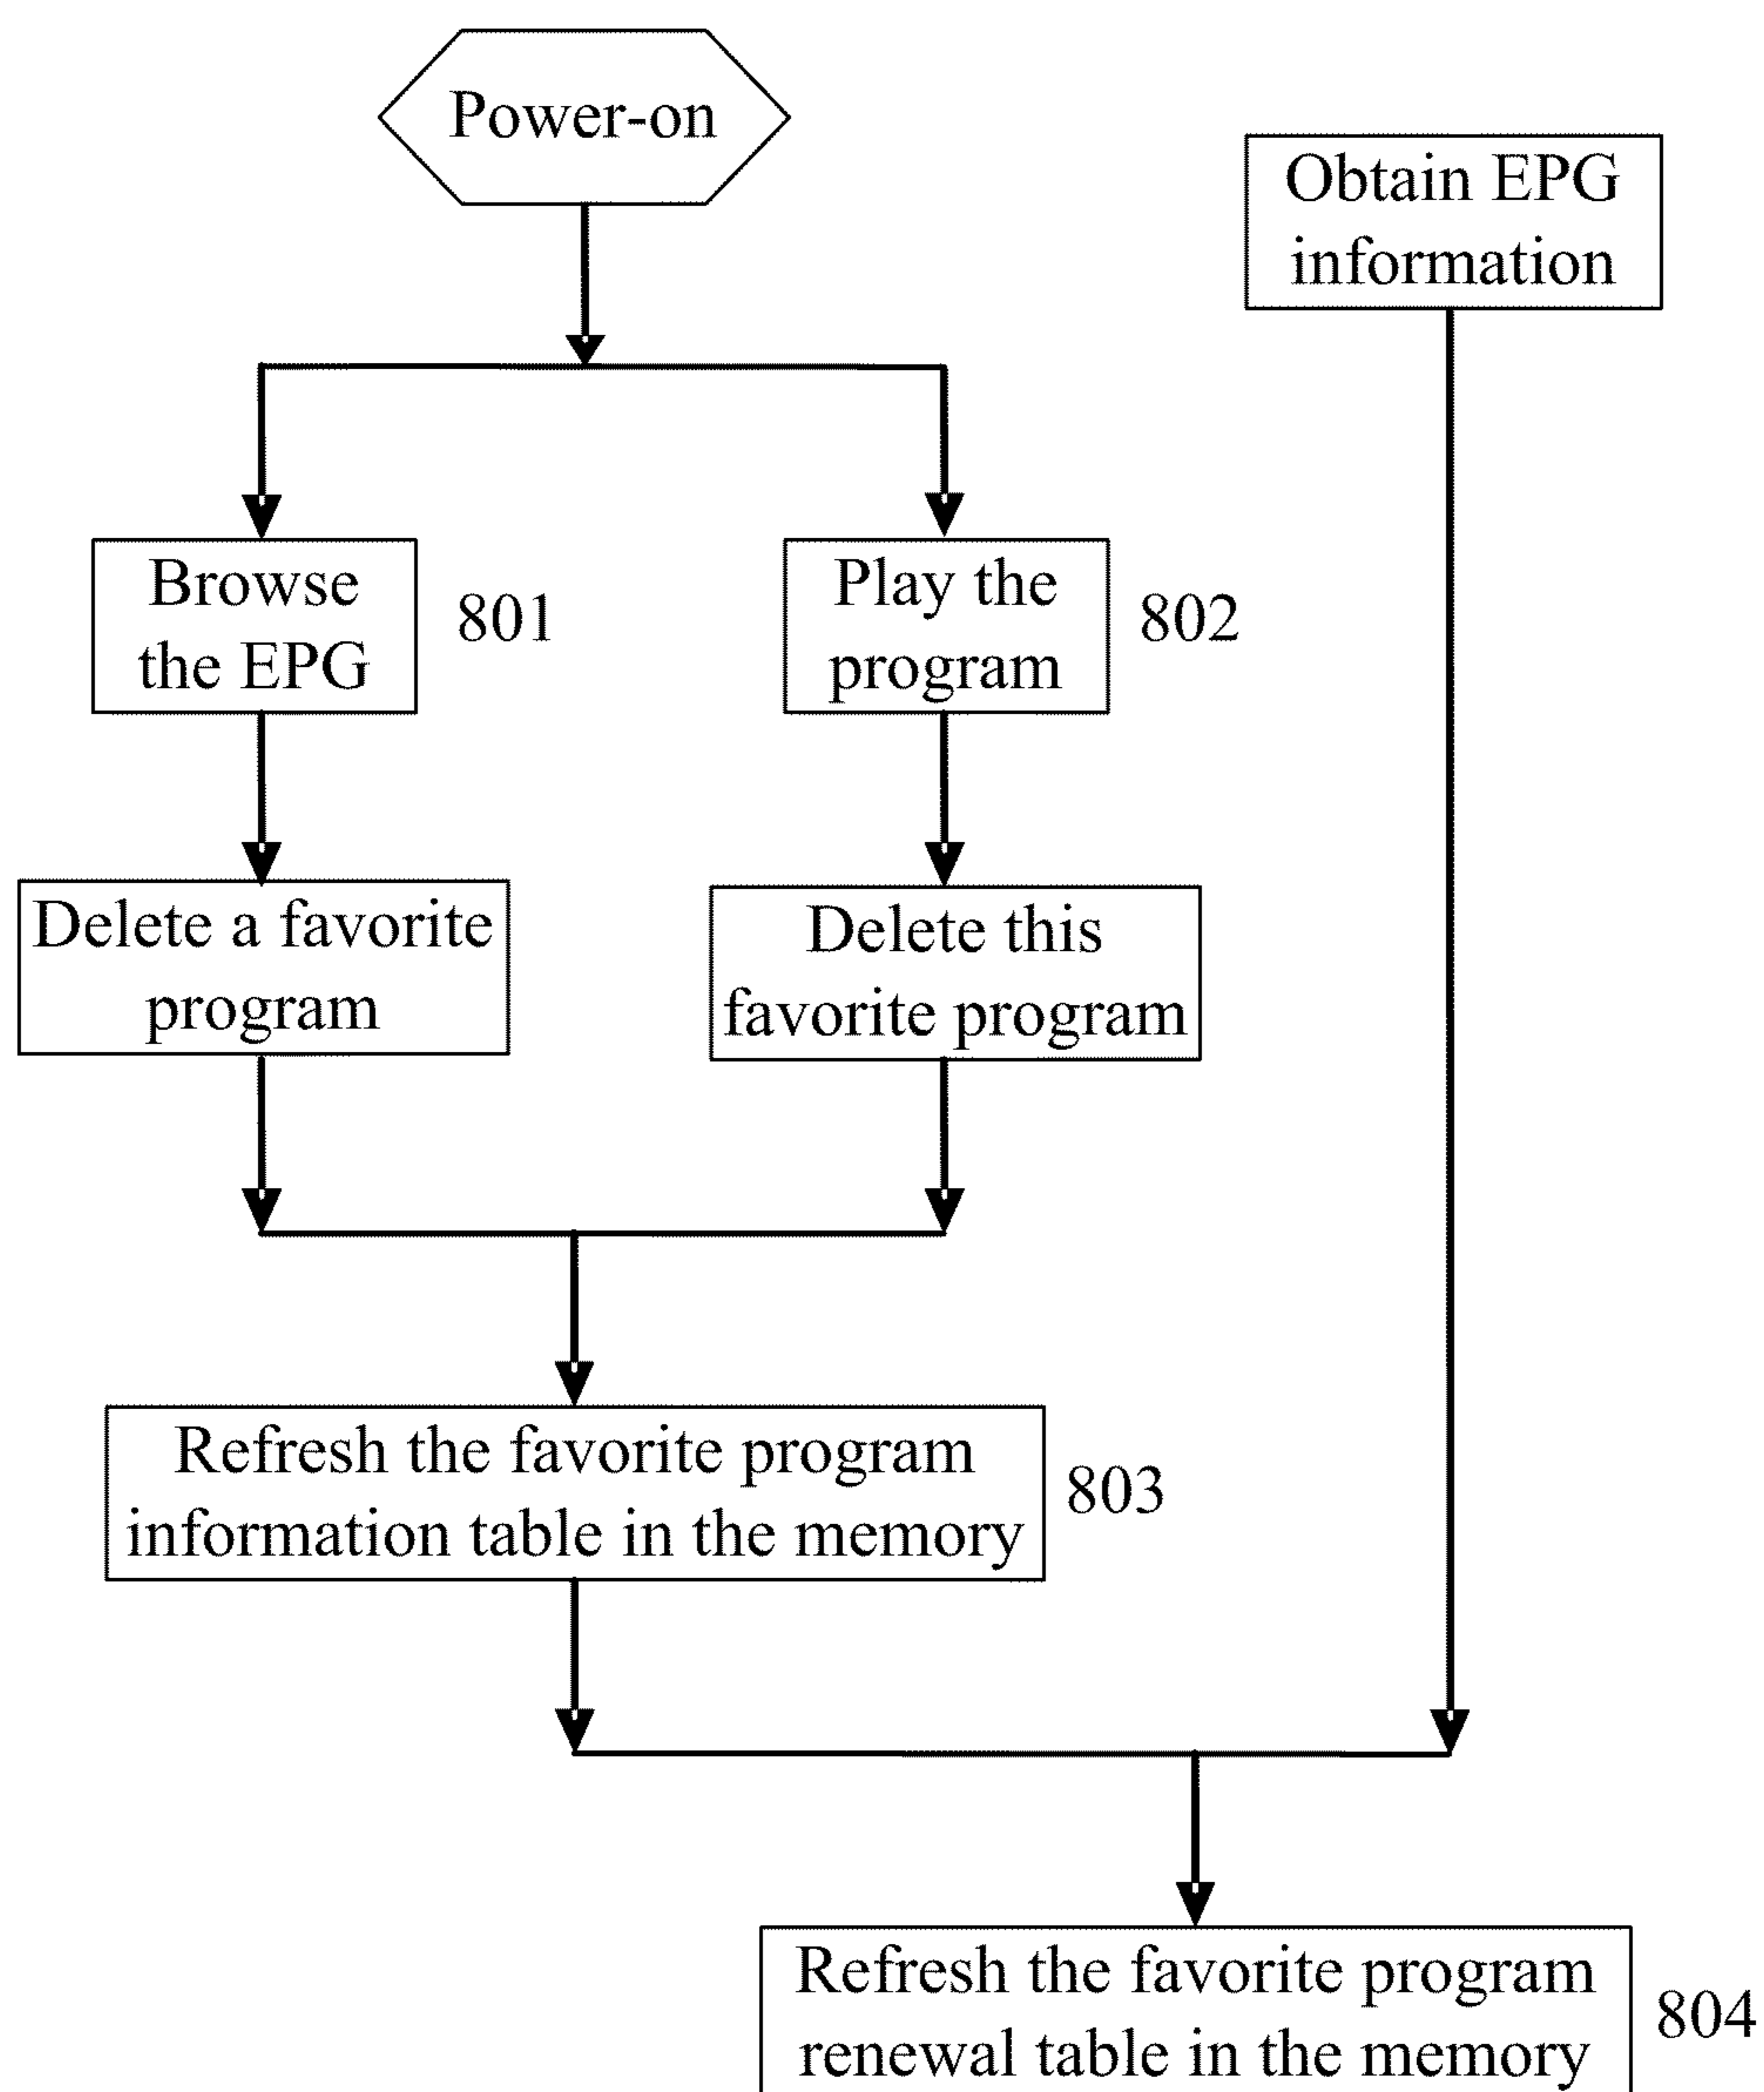 Power-on
Obtain EPG
information
Browse
the EPG
801
Play the
program
802
Delete a favorite
program
Delete this
favorite program
Refresh the favorite program
information table in the memory
803
Refresh the favorite program
renewal table in the memory
804